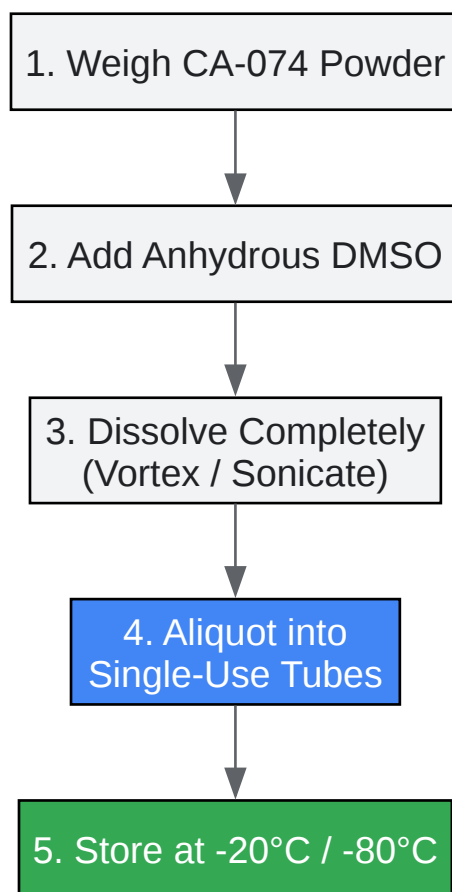 1. Weigh CA-074 Powder
2. Add Anhydrous DMSO
3. Dissolve Completely
(Vortex / Sonicate)
4. Aliquot into
Single-Use Tubes
5. Store at -20°C / -80°C